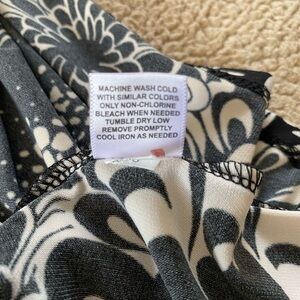 MACHINE WASH COLD
WITH SIMILAR COLORS
ONLY NON-CHLORINE
BLEACH WHEN NEEDED
TUMBLE DRY LOW
REMOVE PROMPTLY
COOL IRON AS NEEDED